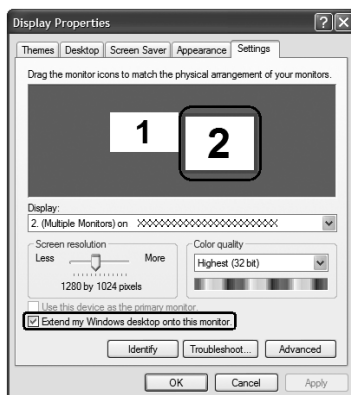 Display Properties
Themes Desktop Screen Saver Appearance Settings
Drag the monitor icons to match the physical arrangement of your monitors.
1 2
Display:
2. (Multiple Monitors) on XXXXXXXXXXXXXXXXXXXXXXX
Screen resolution
Less More
1280 by 1024 pixels
Color quality
Highest (32 bit)
Use this device as the primary monitor.
Extend my Windows desktop onto this monitor.
Identify Troubleshoot... Advanced
OK Cancel Apply